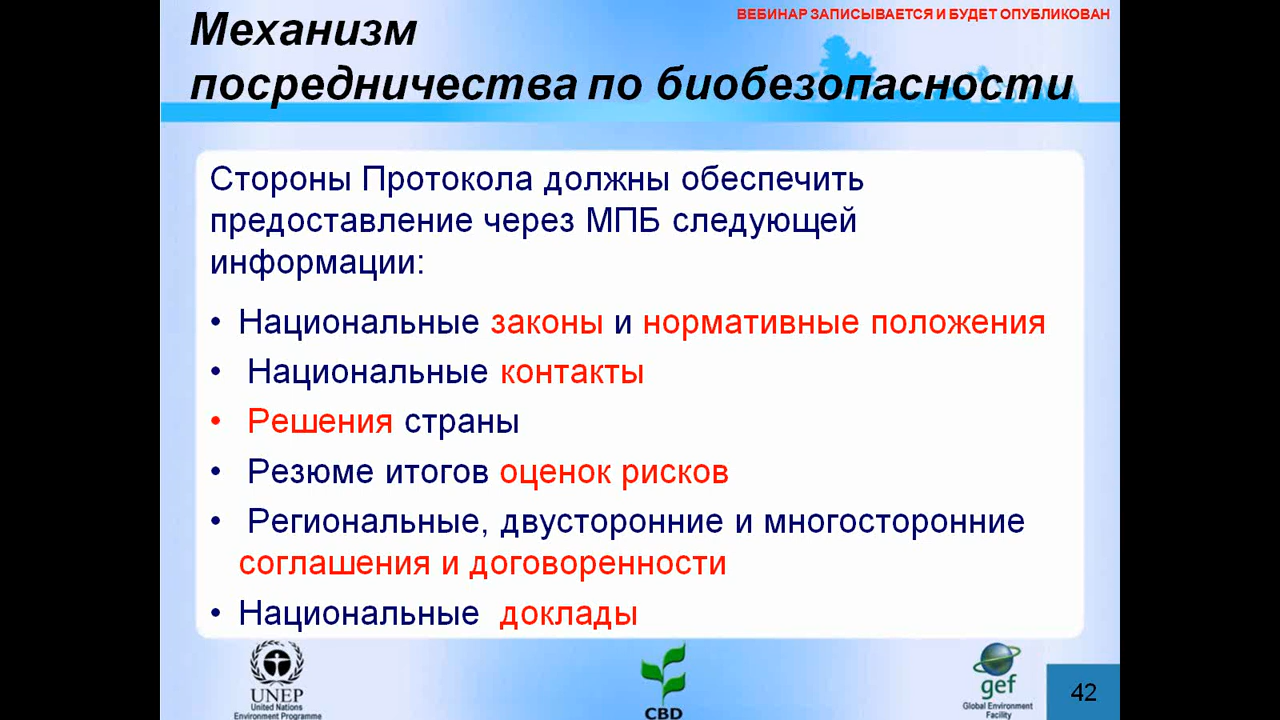 ВЕБИНАР ЗАПИСЫВАЕТСЯ И БУДЕТ ОПУБЛИКОВАН
Механизм
посредничества по биобезопасности
Стороны Протокола должны обеспечить
предоставление через МПБ следующей
информации:
• Национальные законы и нормативные положения
• Национальные контакты
• Решения страны
• Резюме итогов оценок рисков
• Региональные, двусторонние и многосторонние
соглашения и договоренности
• Национальные доклады
UNEP
United Nations
Environment Programme
CBD
gef
Global Environment
Facility
42